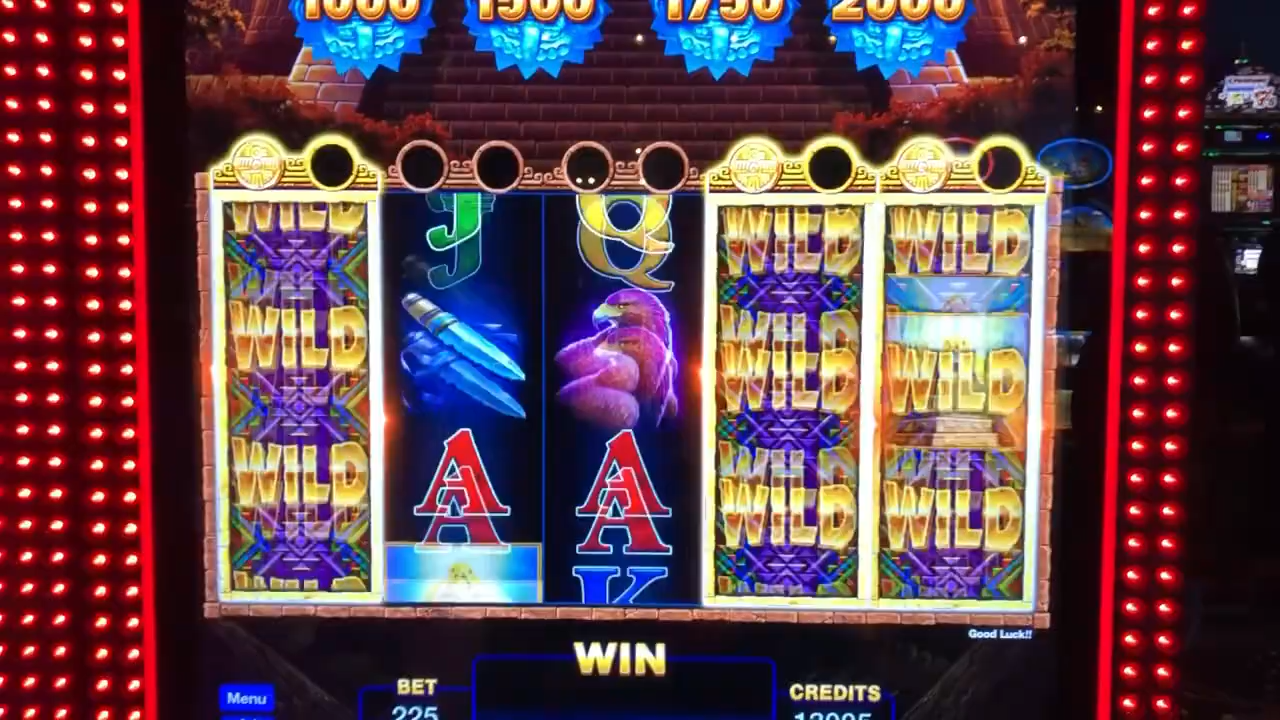 1000 1500 1750 2000
WILD J Q WILD WILD
WILD WILD WILD
WILD A A WILD WILD
K
Good Luck!!
WIN
Menu
BET
225
CREDITS